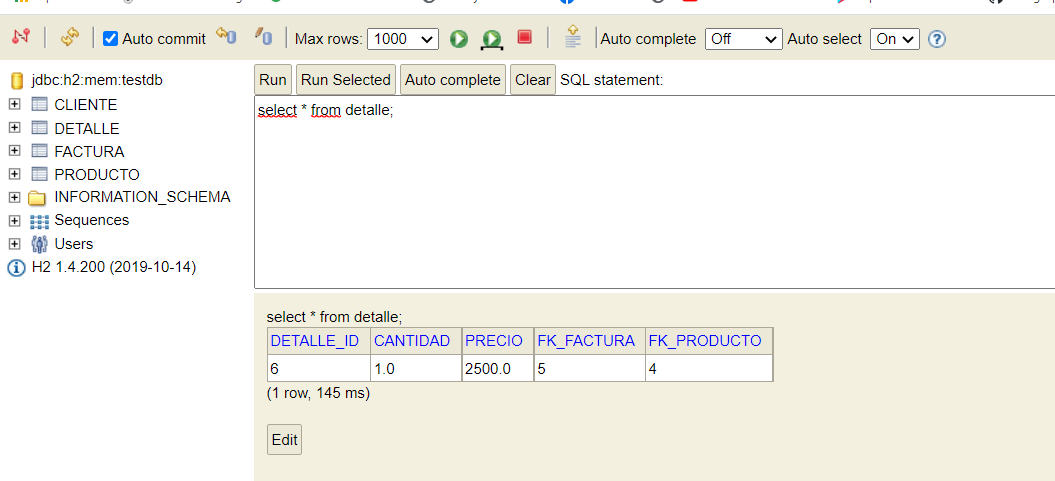 Auto commit Max rows: 1000 Auto complete Off Auto select On
jdbc:h2:mem:testdb
CLIENTE
DETALLE
FACTURA
PRODUCTO
INFORMATION_SCHEMA
Sequences
Users
H2 1.4.200 (2019-10-14)
Run Run Selected Auto complete Clear SQL statement:
select * from detalle;
select * from detalle;
DETALLE_ID CANTIDAD PRECIO FK_FACTURA FK_PRODUCTO
6 1.0 2500.0 5 4
(1 row, 145 ms)
Edit